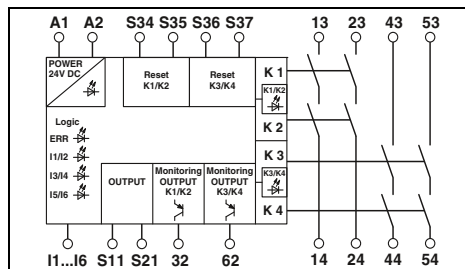 A1 A2 S34 S35 S36 S37 13 23 43 53
POWER
24V DC
Reset
K1/K2
Reset
K3/K4
K 1
K1/K2
K 2
Logic
ERR
I1/I2
I3/I4
I5/I6
K 3
K3/K4
K 4
OUTPUT
Monitoring
OUTPUT
K1/K2
Monitoring
OUTPUT
K3/K4
I1...I6 S11 S21 32 62 14 24 44 54